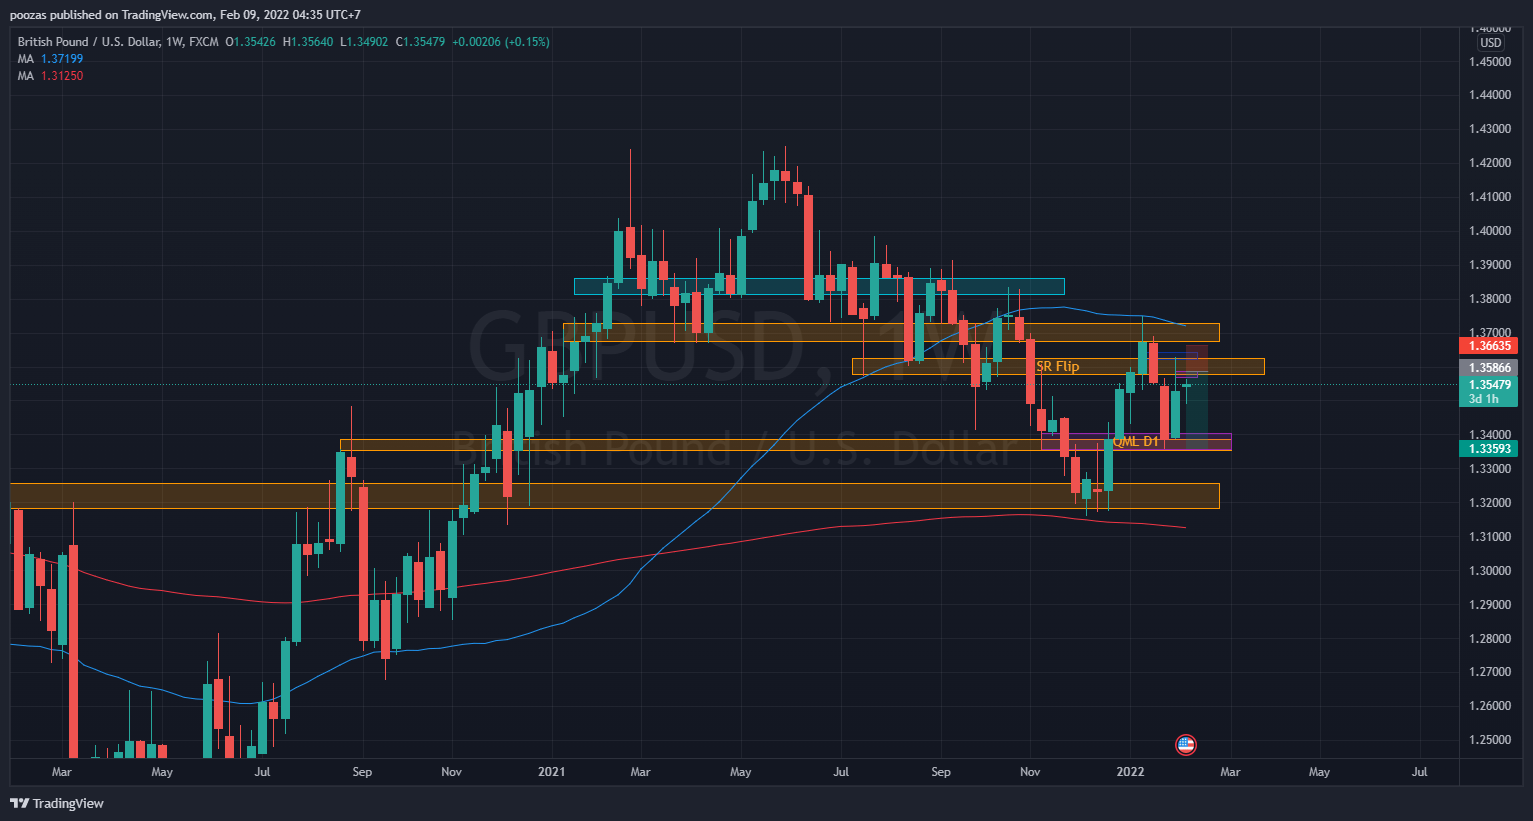 poozas published on TradingView.com, Feb 09, 2022 04:35 UTC+7
British Pound / U.S. Dollar, 1W, FXCM O1.35426 H1.35640 L1.34902 C1.35479 +0.00206 (+0.15%)
MA 1.37199
MA 1.31250
GBPUSD, 1W
British Pound / U.S. Dollar
SR Flip
QML D1
1.46000
USD
1.45000
1.44000
1.43000
1.42000
1.41000
1.40000
1.39000
1.38000
1.37000
1.36635
1.35866
1.35479
3d 1h
1.34000
1.33593
1.33000
1.32000
1.31000
1.30000
1.29000
1.28000
1.27000
1.26000
1.25000
Mar May Jul Sep Nov 2021 Mar May Jul Sep Nov 2022 Mar May Jul
TradingView